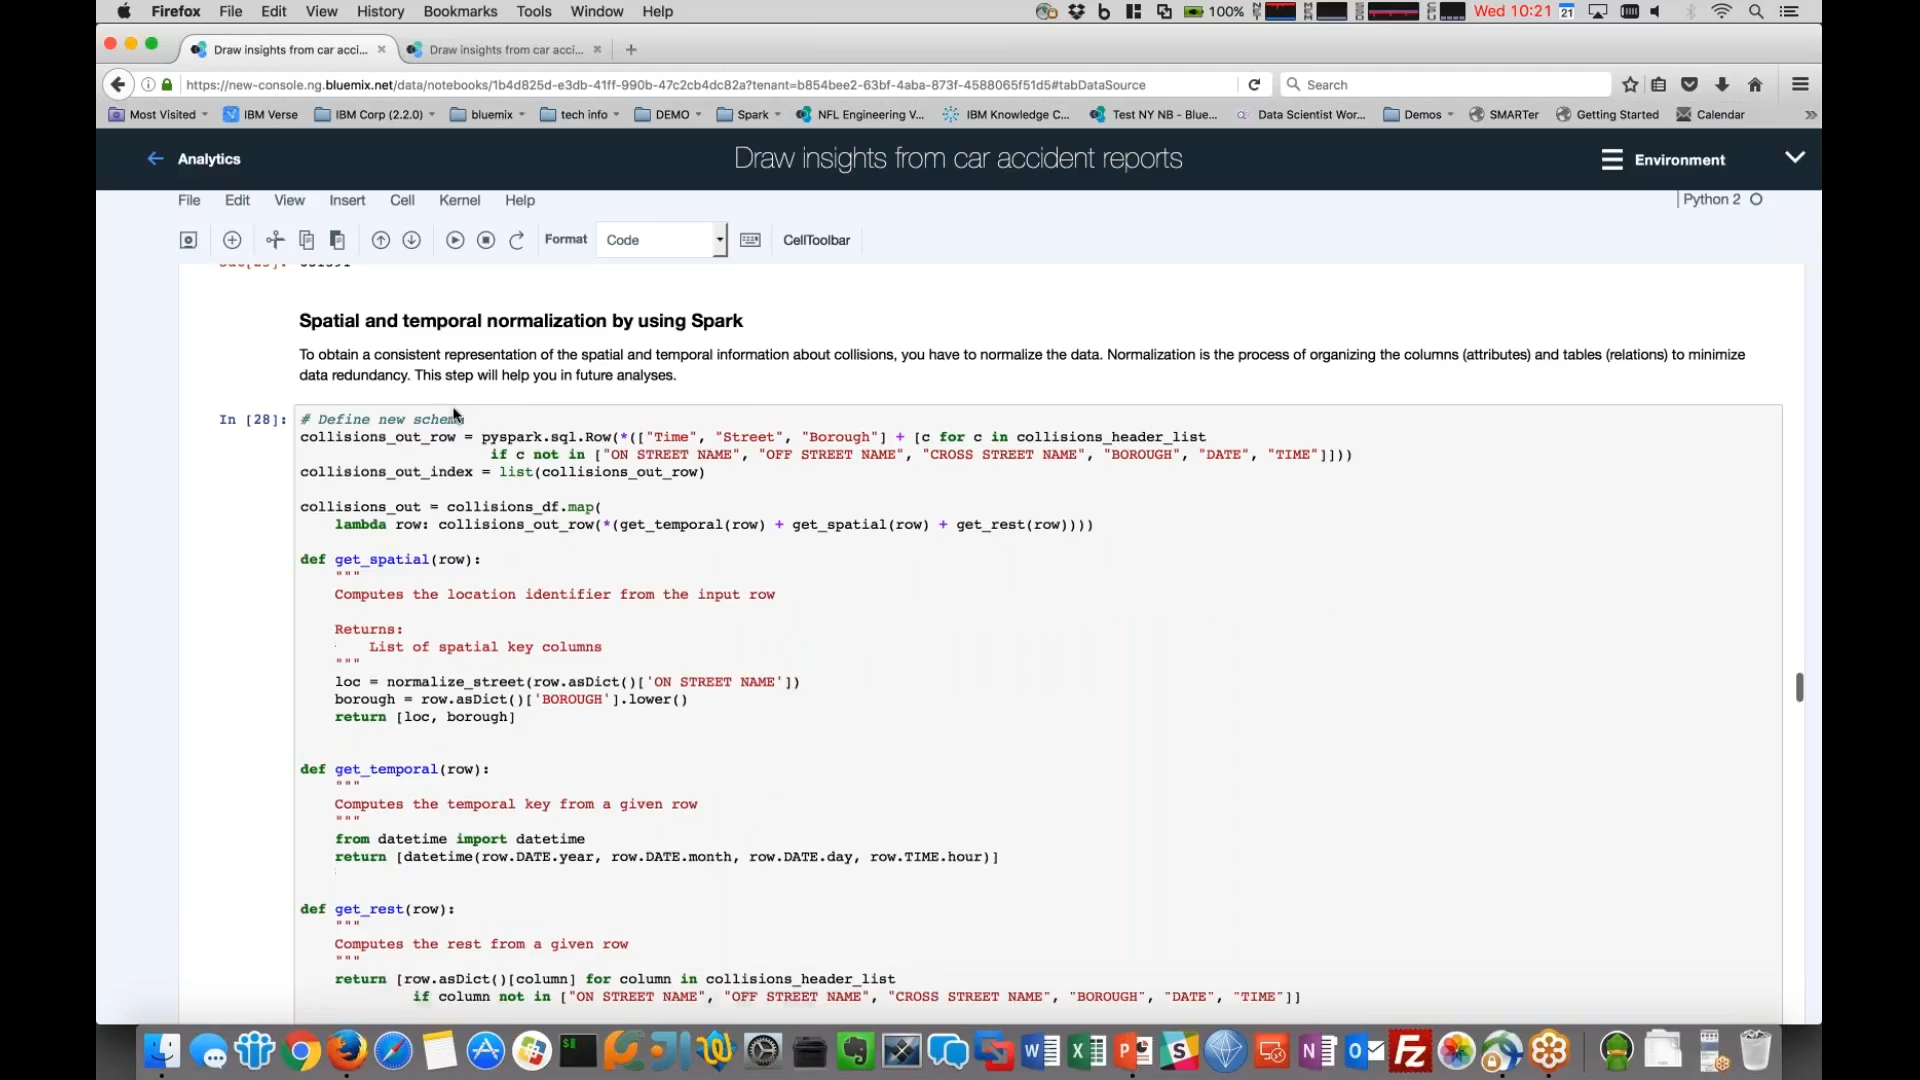 Firefox File Edit View History Bookmarks Tools Window Help 100% Wed 10:21 21
Draw insights from car acci... Draw insights from car acci...
https://new-console.ng.bluemix.net/data/notebooks/1b4d825d-e3db-41ff-990b-47c2cb4dc82a?tenant=b854bee2-63bf-4aba-873f-4588065f51d5#tabDataSource Search
Most Visited IBM Verse IBM Corp (2.2.0) bluemix tech info DEMO Spark NFL Engineering V... IBM Knowledge C... Test NY NB - Blue... Data Scientist Wor... Demos SMARTer Getting Started Calendar
Analytics Draw insights from car accident reports Environment
File Edit View Insert Cell Kernel Help Python 2
Format Code CellToolbar
Spatial and temporal normalization by using Spark
To obtain a consistent representation of the spatial and temporal information about collisions, you have to normalize the data. Normalization is the process of organizing the columns (attributes) and tables (relations) to minimize
data redundancy. This step will help you in future analyses.
In [28]: # Define new schema
collisions_out_row = pyspark.sql.Row(*(["Time", "Street", "Borough"] + [c for c in collisions_header_list
if c not in ["ON STREET NAME", "OFF STREET NAME", "CROSS STREET NAME", "BOROUGH", "DATE", "TIME"]]))
collisions_out_index = list(collisions_out_row)
collisions_out = collisions_df.map(
lambda row: collisions_out_row(*(get_temporal(row) + get_spatial(row) + get_rest(row))))
def get_spatial(row):
"""
Computes the location identifier from the input row
Returns:
List of spatial key columns
"""
loc = normalize_street(row.asDict()['ON STREET NAME'])
borough = row.asDict()['BOROUGH'].lower()
return [loc, borough]
def get_temporal(row):
"""
Computes the temporal key from a given row
"""
from datetime import datetime
return [datetime(row.DATE.year, row.DATE.month, row.DATE.day, row.TIME.hour)]
def get_rest(row):
"""
Computes the rest from a given row
"""
return [row.asDict()[column] for column in collisions_header_list
if column not in ["ON STREET NAME", "OFF STREET NAME", "CROSS STREET NAME", "BOROUGH", "DATE", "TIME"]]